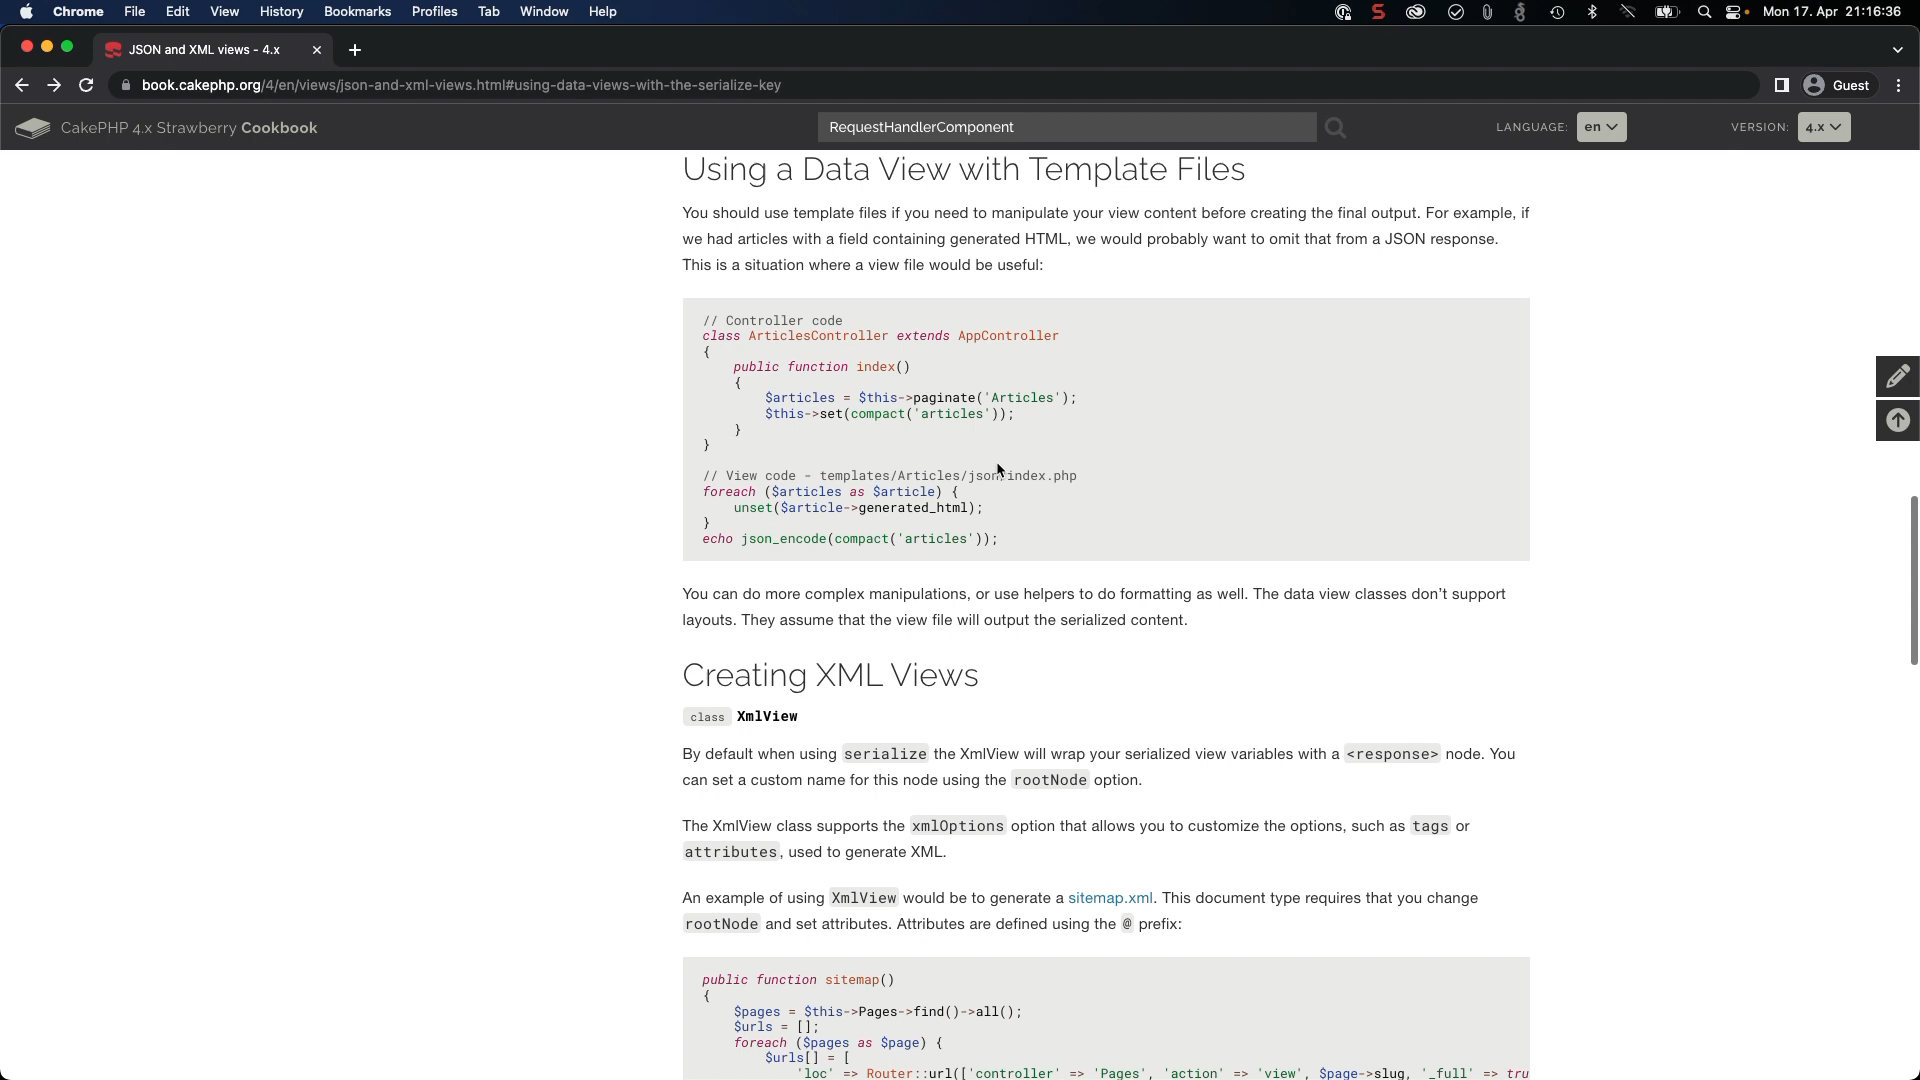 Chrome File Edit View History Bookmarks Profiles Tab Window Help Mon 17. Apr 21:16:36
JSON and XML views - 4.x
book.cakephp.org/4/en/views/json-and-xml-views.html#using-data-views-with-the-serialize-key Guest
CakePHP 4.x Strawberry Cookbook RequestHandlerComponent LANGUAGE: en VERSION: 4.x
Using a Data View with Template Files
You should use template files if you need to manipulate your view content before creating the final output. For example, if
we had articles with a field containing generated HTML, we would probably want to omit that from a JSON response.
This is a situation where a view file would be useful:
// Controller code
class ArticlesController extends AppController
{
    public function index()
    {
        $articles = $this->paginate('Articles');
        $this->set(compact('articles'));
    }
}
// View code - templates/Articles/json/index.php
foreach ($articles as $article) {
    unset($article->generated_html);
}
echo json_encode(compact('articles'));
You can do more complex manipulations, or use helpers to do formatting as well. The data view classes don’t support
layouts. They assume that the view file will output the serialized content.
Creating XML Views
class XmlView
By default when using serialize the XmlView will wrap your serialized view variables with a <response> node. You
can set a custom name for this node using the rootNode option.
The XmlView class supports the xmlOptions option that allows you to customize the options, such as tags or
attributes, used to generate XML.
An example of using XmlView would be to generate a sitemap.xml. This document type requires that you change
rootNode and set attributes. Attributes are defined using the @ prefix:
public function sitemap()
{
    $pages = $this->Pages->find()->all();
    $urls = [];
    foreach ($pages as $page) {
        $urls[] = [
            'loc' => Router::url(['controller' => 'Pages', 'action' => 'view', $page->slug, '_full' => tru